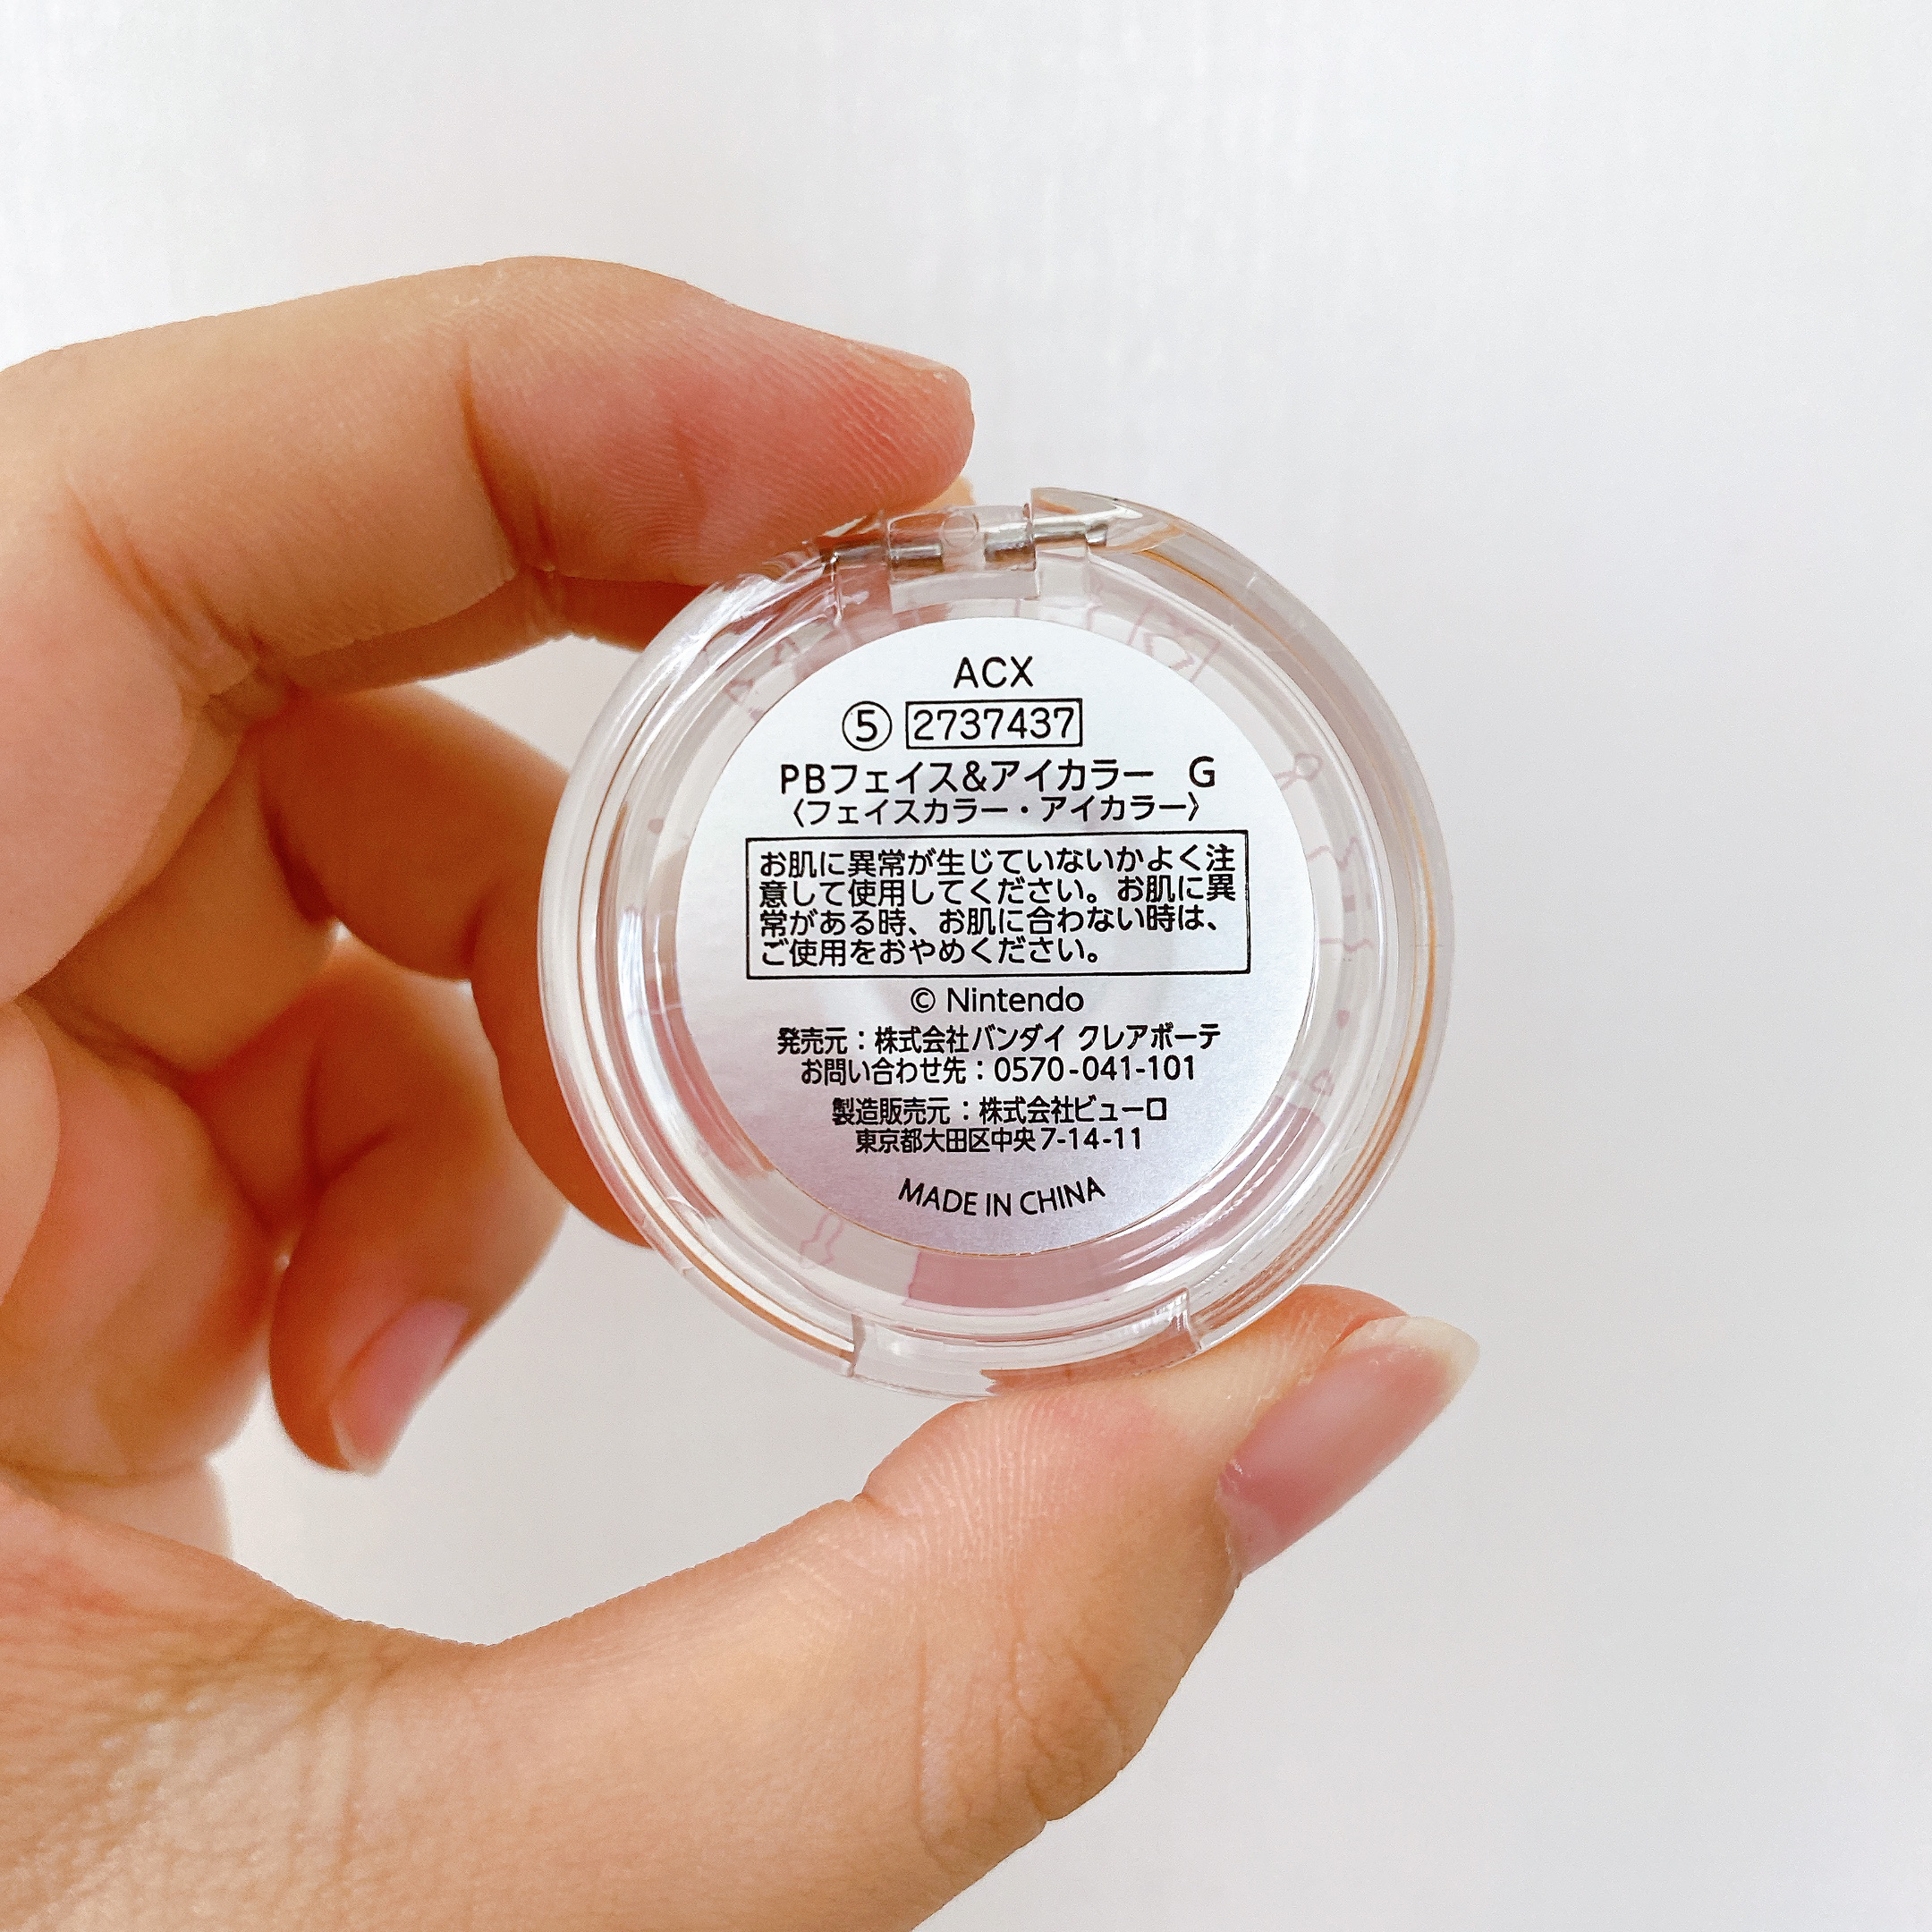 ACX
⑤ 2737437
PBフェイス&アイカラー G
〈フェイスカラー・アイカラー〉
お肌に異常が生じていないかよく注
意して使用してください。お肌に異
常がある時、お肌に合わない時は、
ご使用をおやめください。
© Nintendo
発売元：株式会社バンダイ クレアボーテ
お問い合わせ先：0570-041-101
製造販売元：株式会社ビューロ
東京都大田区中央7-14-11
MADE IN CHINA